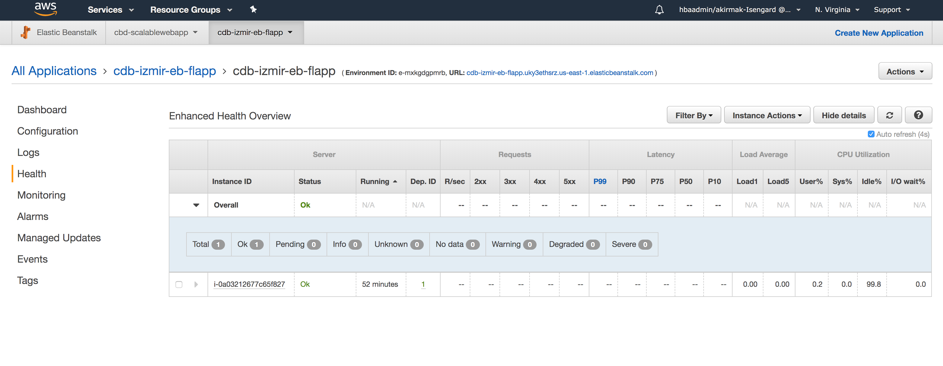 aws Services Resource Groups hbaadmin/akirmak-Isengard @... N. Virginia Support
Elastic Beanstalk cbd-scalablewebapp cdb-izmir-eb-flapp Create New Application
All Applications > cdb-izmir-eb-flapp > cdb-izmir-eb-flapp ( Environment ID: e-mxkgdgpmrb, URL: cdb-izmir-eb-flapp.uky3ethsrz.us-east-1.elasticbeanstalk.com ) Actions
Dashboard
Configuration
Logs
Health
Monitoring
Alarms
Managed Updates
Events
Tags
Enhanced Health Overview Filter By Instance Actions Hide details ?
Auto refresh (4s)
Server Requests Latency Load Average CPU Utilization
Instance ID Status Running Dep. ID R/sec 2xx 3xx 4xx 5xx P99 P90 P75 P50 P10 Load1 Load5 User% Sys% Idle% I/O wait%
Overall Ok N/A N/A -- -- -- -- -- -- -- -- -- -- N/A N/A N/A N/A N/A N/A
Total 1 Ok 1 Pending 0 Info 0 Unknown 0 No data 0 Warning 0 Degraded 0 Severe 0
i-0a03212677c65f827 Ok 52 minutes 1 -- -- -- -- -- -- -- -- -- -- 0.00 0.00 0.2 0.0 99.8 0.0